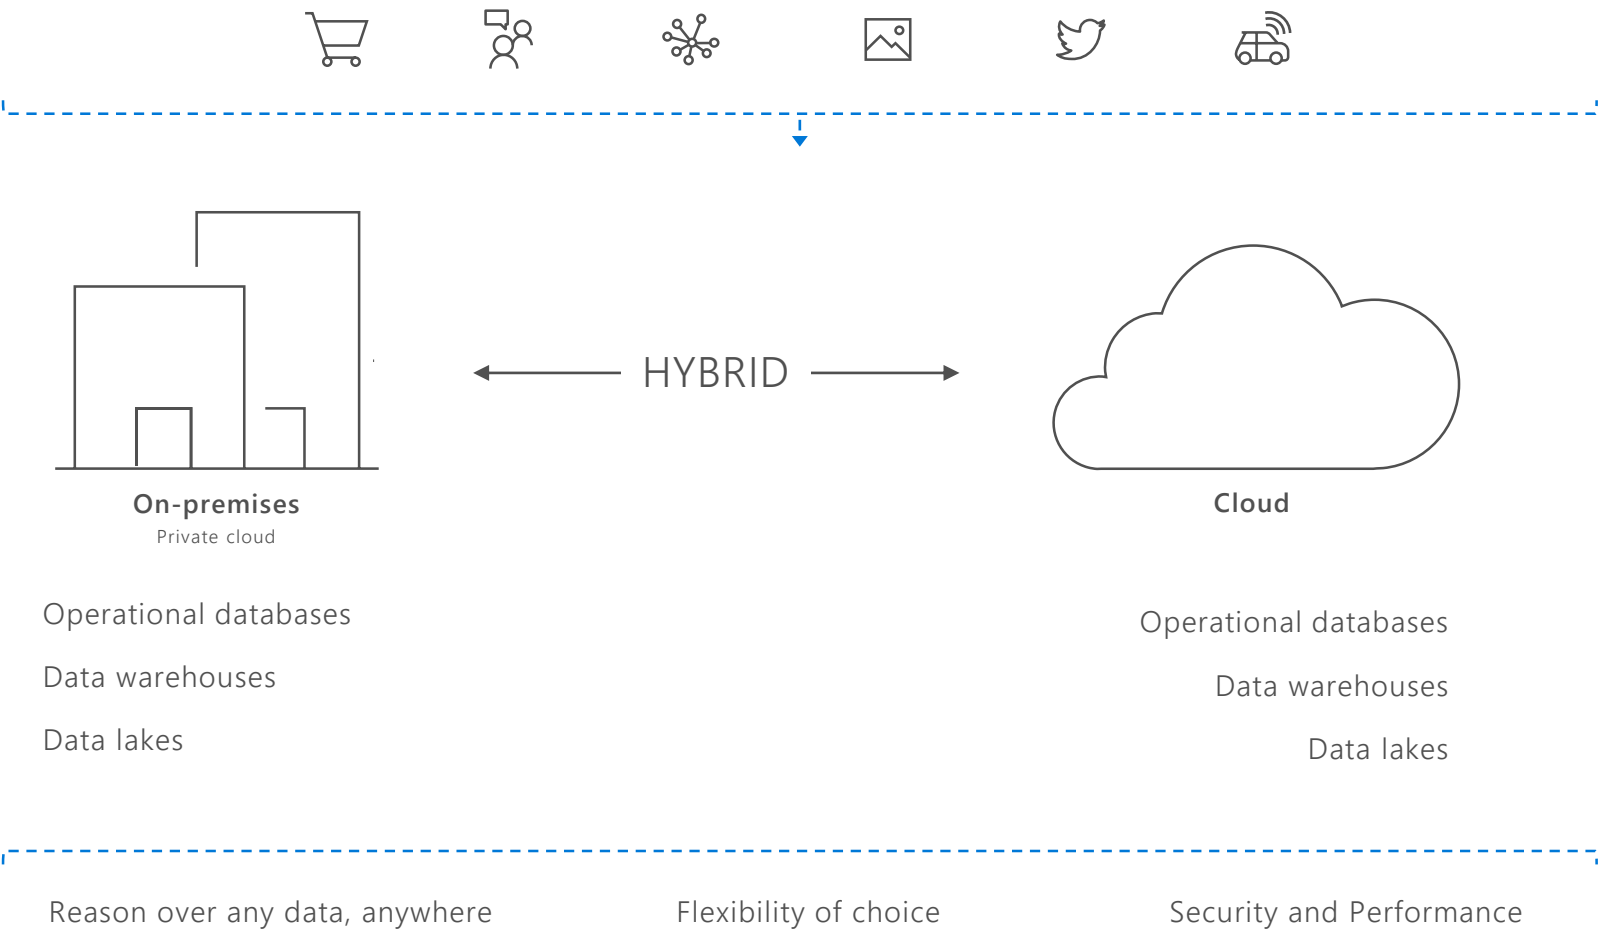 HYBRID
On-premises
Private cloud
Cloud
Operational databases
Data warehouses
Data lakes
Operational databases
Data warehouses
Data lakes
Reason over any data, anywhere
Flexibility of choice
Security and Performance